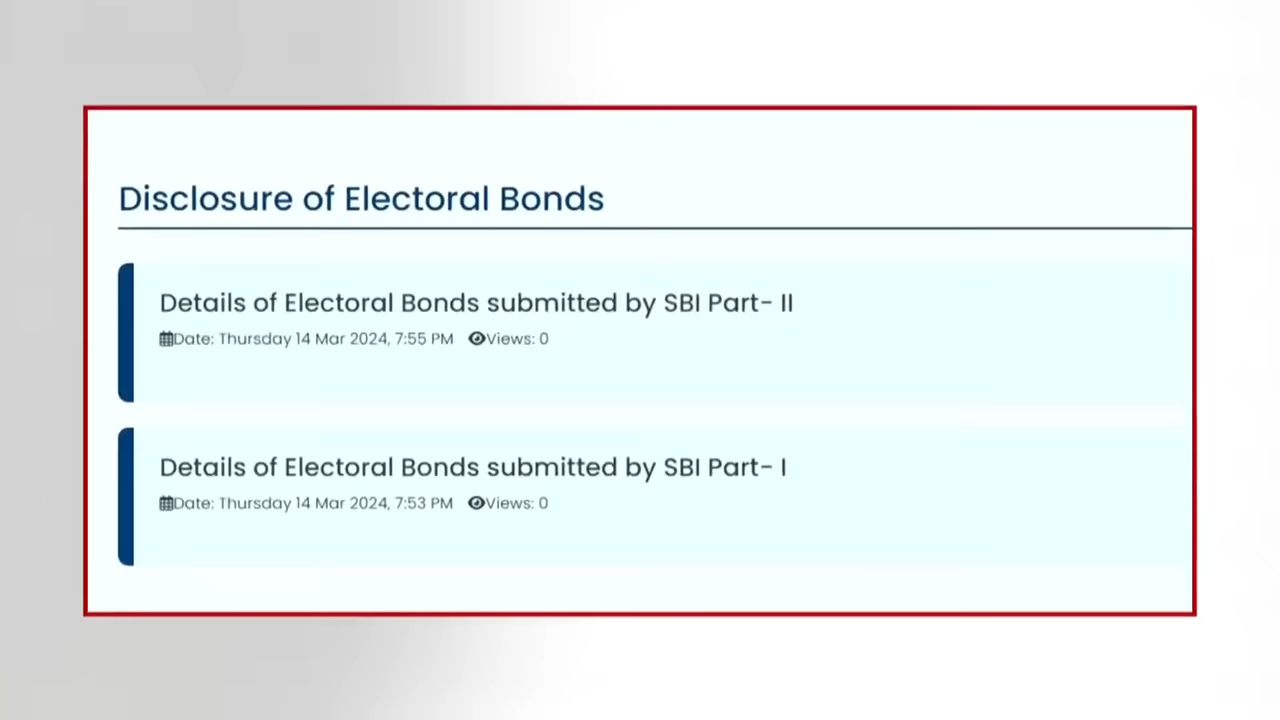 Disclosure of Electoral Bonds
Details of Electoral Bonds submitted by SBI Part- II
Date: Thursday 14 Mar 2024, 7:55 PM Views: 0
Details of Electoral Bonds submitted by SBI Part- I
Date: Thursday 14 Mar 2024, 7:53 PM Views: 0